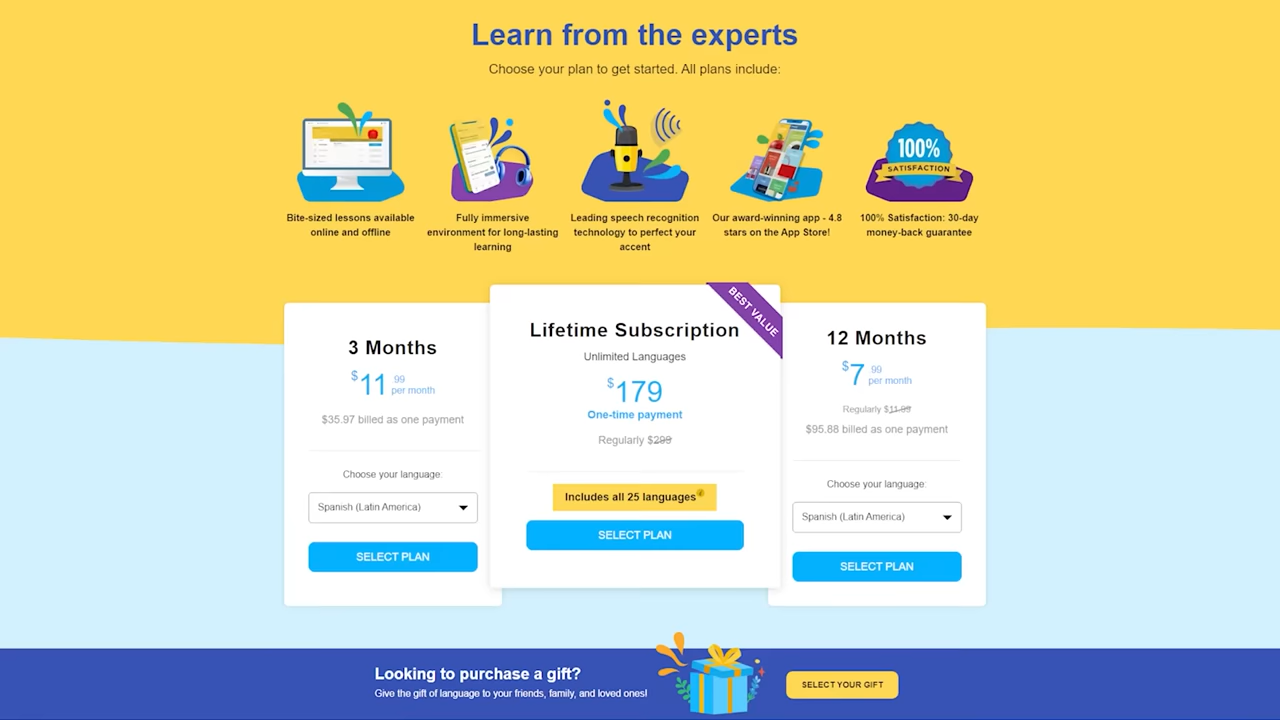 Learn from the experts
Choose your plan to get started. All plans include:
Bite-sized lessons available
online and offline
Fully immersive
environment for long-lasting
learning
Leading speech recognition
technology to perfect your
accent
Our award-winning app - 4.8
stars on the App Store!
100%
SATISFACTION
100% Satisfaction: 30-day
money-back guarantee
3 Months
$11.99
per month
$35.97 billed as one payment
Choose your language:
Spanish (Latin America)
SELECT PLAN
BEST VALUE
Lifetime Subscription
Unlimited Languages
$179
One-time payment
Regularly $299
Includes all 25 languages
SELECT PLAN
12 Months
$7.99
per month
Regularly $11.99
$95.88 billed as one payment
Choose your language:
Spanish (Latin America)
SELECT PLAN
Looking to purchase a gift?
Give the gift of language to your friends, family, and loved ones!
SELECT YOUR GIFT